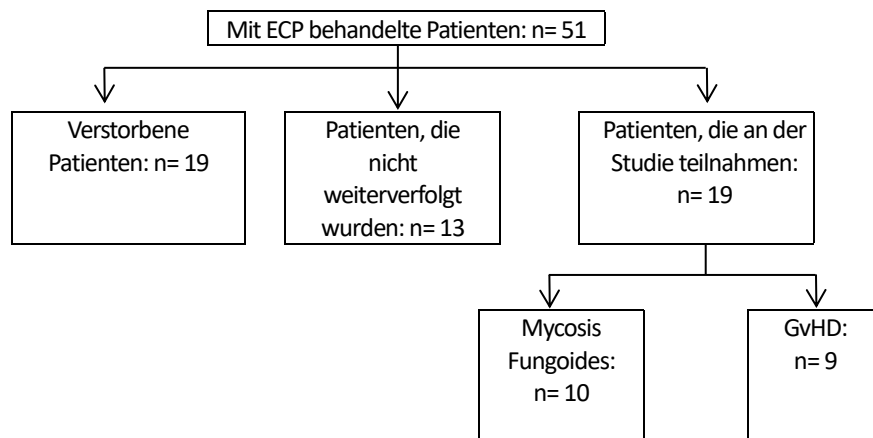 Mit ECP behandelte Patienten: n= 51
Verstorbene
Patienten: n= 19
Patienten, die
nicht
weiterverfolgt
wurden: n= 13
Patienten, die an der
Studie teilnahmen:
n= 19
Mycosis
Fungoides:
n= 10
GvHD:
n= 9